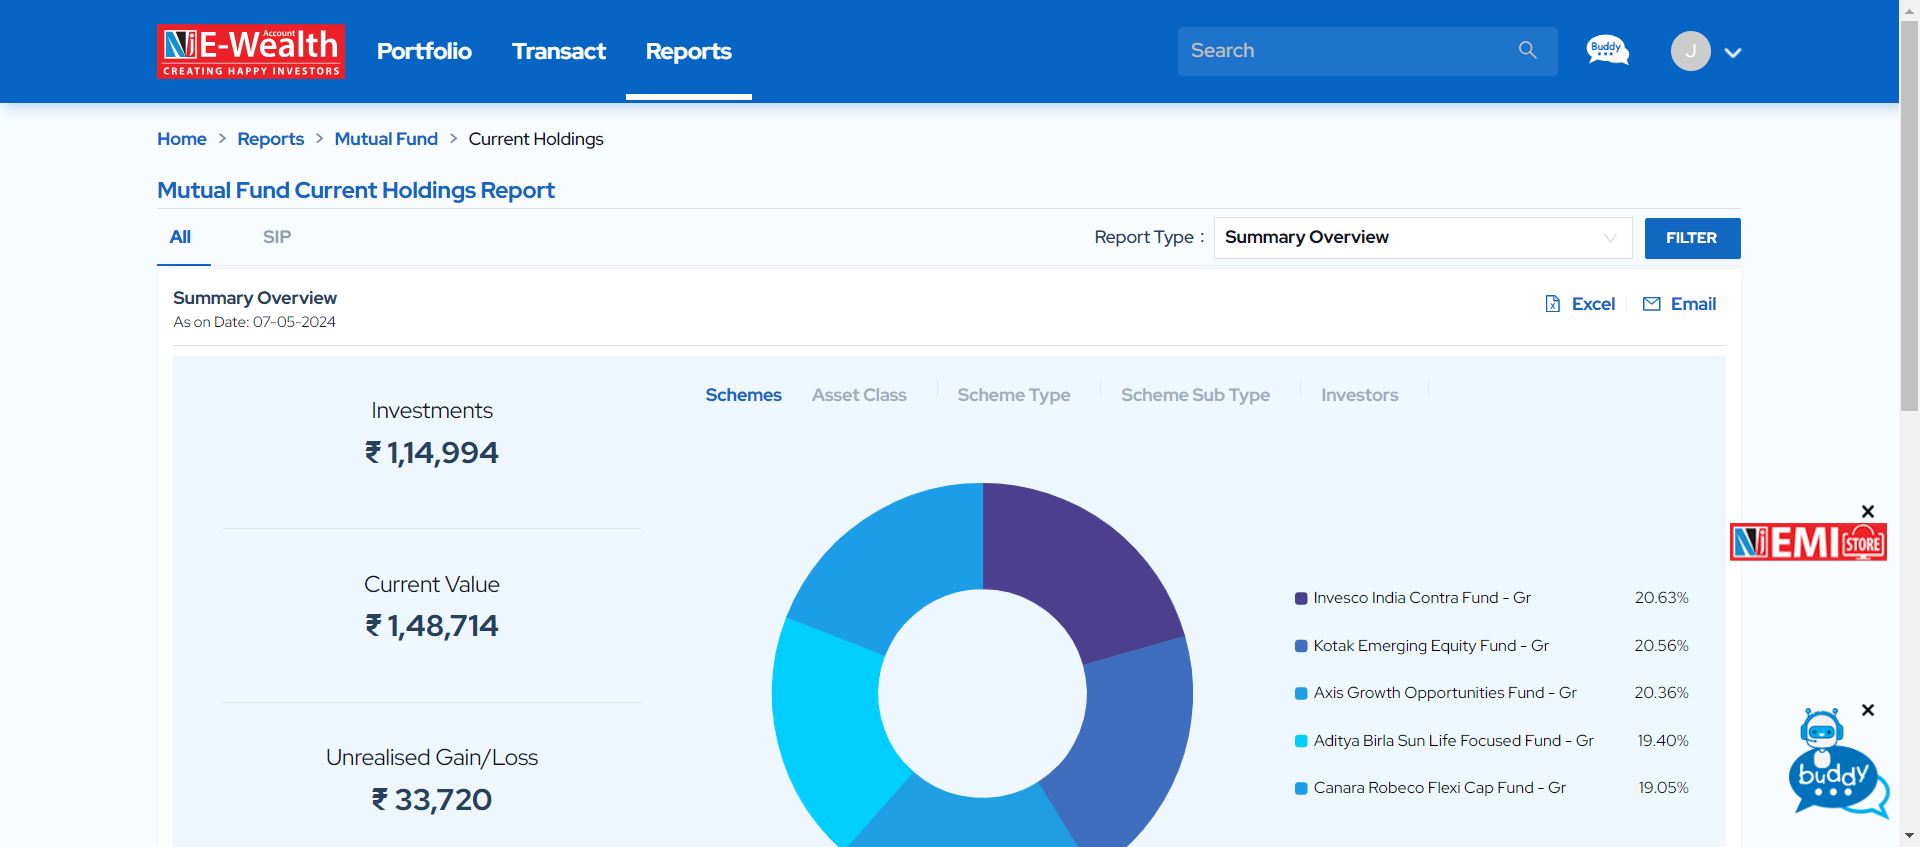 Ni E-Wealth Account
CREATING HAPPY INVESTORS
Portfolio Transact Reports
Search
Buddy
J
Home > Reports > Mutual Fund > Current Holdings
Mutual Fund Current Holdings Report
All SIP
Report Type : Summary Overview
FILTER
Summary Overview
As on Date: 07-05-2024
Excel Email
Schemes Asset Class Scheme Type Scheme Sub Type Investors
Investments
₹ 1,14,994
Current Value
₹ 1,48,714
Unrealised Gain/Loss
₹ 33,720
Invesco India Contra Fund - Gr 20.63%
Kotak Emerging Equity Fund - Gr 20.56%
Axis Growth Opportunities Fund - Gr 20.36%
Aditya Birla Sun Life Focused Fund - Gr 19.40%
Canara Robeco Flexi Cap Fund - Gr 19.05%
Ni EMI STORE
buddy